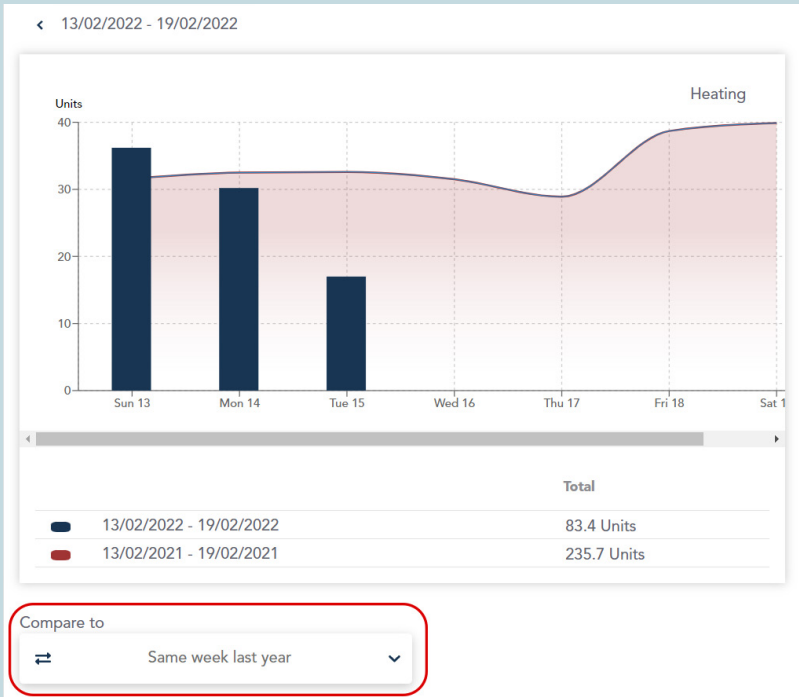 13/02/2022 - 19/02/2022
Heating
Units
40
30
20
10
0
Sun 13 Mon 14 Tue 15 Wed 16 Thu 17 Fri 18 Sat 1
Total
13/02/2022 - 19/02/2022 83.4 Units
13/02/2021 - 19/02/2021 235.7 Units
Compare to
Same week last year